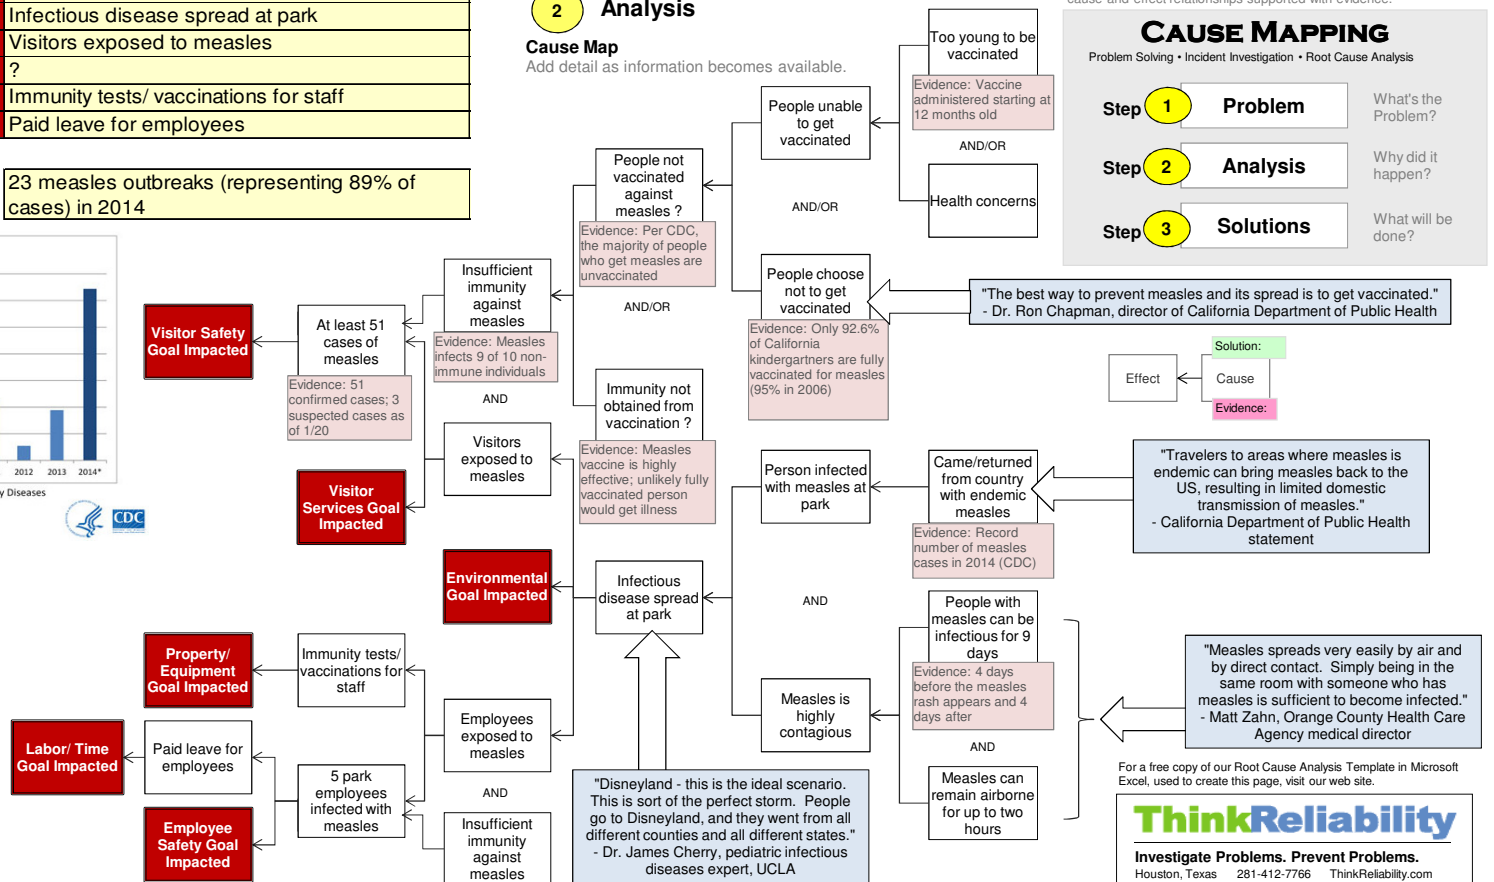 Infectious disease spread at park
Visitors exposed to measles
?
Immunity tests/ vaccinations for staff
Paid leave for employees
23 measles outbreaks (representing 89% of
cases) in 2014
2012 2013 2014*
y Diseases
CDC
2 Analysis
Cause Map
Add detail as information becomes available.
cause-and-effect relationships supported with evidence.
CAUSE MAPPING
Problem Solving • Incident Investigation • Root Cause Analysis
Step 1 Problem
What's the
Problem?
Step 2 Analysis
Why did it
happen?
Step 3 Solutions
What will be
done?
Too young to be
vaccinated
Evidence: Vaccine
administered starting at
12 months old
AND/OR
Health concerns
People unable
to get
vaccinated
AND/OR
People choose
not to get
vaccinated
Evidence: Only 92.6%
of California
kindergartners are fully
vaccinated for measles
(95% in 2006)
"The best way to prevent measles and its spread is to get vaccinated."
- Dr. Ron Chapman, director of California Department of Public Health
Solution:
Effect
Cause
Evidence:
People not
vaccinated
against
measles ?
Evidence: Per CDC,
the majority of people
who get measles are
unvaccinated
AND/OR
Immunity not
obtained from
vaccination ?
Evidence: Measles
vaccine is highly
effective; unlikely fully
vaccinated person
would get illness
Insufficient
immunity
against
measles
Evidence: Measles
infects 9 of 10 non-
immune individuals
AND
Visitors
exposed to
measles
At least 51
cases of
measles
Evidence: 51
confirmed cases; 3
suspected cases as
of 1/20
Visitor Safety
Goal Impacted
Visitor
Services Goal
Impacted
Environmental
Goal Impacted
Infectious
disease spread
at park
Person infected
with measles at
park
AND
Measles is
highly
contagious
Came/returned
from country
with endemic
measles
Evidence: Record
number of measles
cases in 2014 (CDC)
"Travelers to areas where measles is
endemic can bring measles back to the
US, resulting in limited domestic
transmission of measles."
- California Department of Public Health
statement
People with
measles can be
infectious for 9
days
Evidence: 4 days
before the measles
rash appears and 4
days after
AND
Measles can
remain airborne
for up to two
hours
"Measles spreads very easily by air and
by direct contact. Simply being in the
same room with someone who has
measles is sufficient to become infected."
- Matt Zahn, Orange County Health Care
Agency medical director
Property/
Equipment
Goal Impacted
Immunity tests/
vaccinations for
staff
Labor/ Time
Goal Impacted
Paid leave for
employees
Employee
Safety Goal
Impacted
5 park
employees
infected with
measles
Employees
exposed to
measles
AND
Insufficient
immunity
against
measles
"Disneyland - this is the ideal scenario.
This is sort of the perfect storm. People
go to Disneyland, and they went from all
different counties and all different states."
- Dr. James Cherry, pediatric infectious
diseases expert, UCLA
For a free copy of our Root Cause Analysis Template in Microsoft
Excel, used to create this page, visit our web site.
ThinkReliability
Investigate Problems. Prevent Problems.
Houston, Texas 281-412-7766 ThinkReliability.com